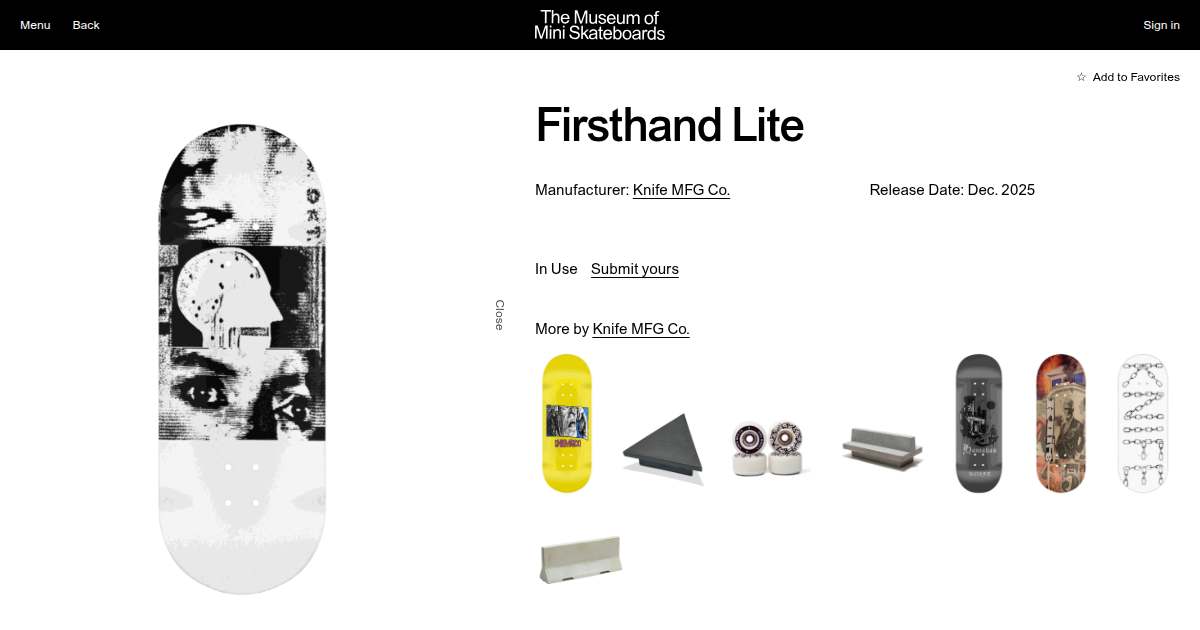 Menu
Back
The Museum of
Mini Skateboards
Sign in
☆ Add to Favorites
Firsthand Lite
Manufacturer: Knife MFG Co.
Release Date: Dec. 2025
In Use
Submit yours
Close
More by Knife MFG Co.